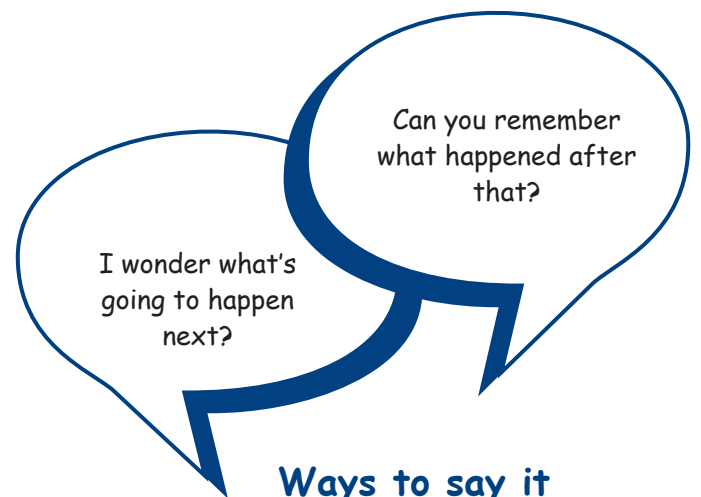 Can you remember
what happened after
that?
I wonder what's
going to happen
next?
Ways to say it